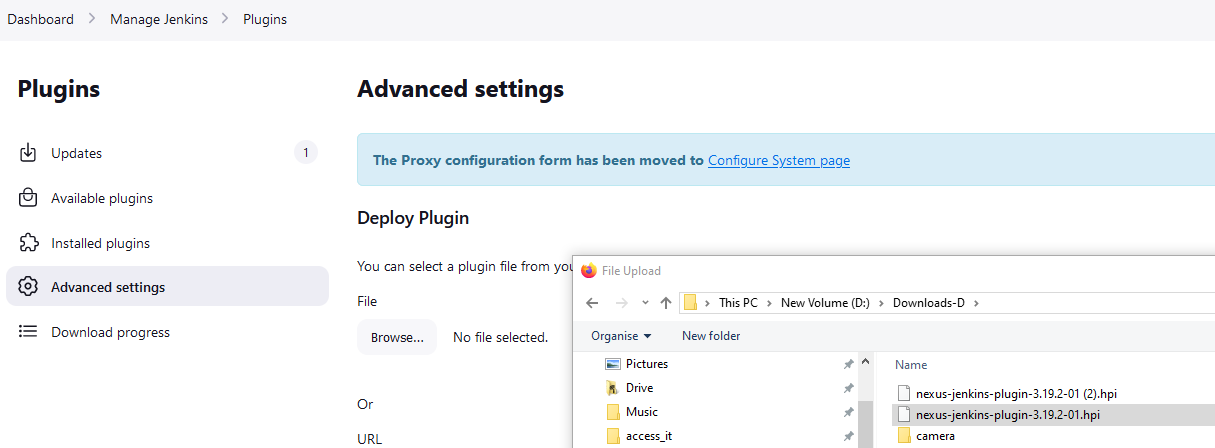 Dashboard > Manage Jenkins > Plugins
Plugins
Updates 1
Available plugins
Installed plugins
Advanced settings
Download progress
Advanced settings
The Proxy configuration form has been moved to Configure System page
Deploy Plugin
You can select a plugin file from you
File
Browse... No file selected.
Or
URL
File Upload
This PC > New Volume (D:) > Downloads-D >
Organise New folder
Pictures
Drive
Music
access_it
Name
nexus-jenkins-plugin-3.19.2-01 (2).hpi
nexus-jenkins-plugin-3.19.2-01.hpi
camera